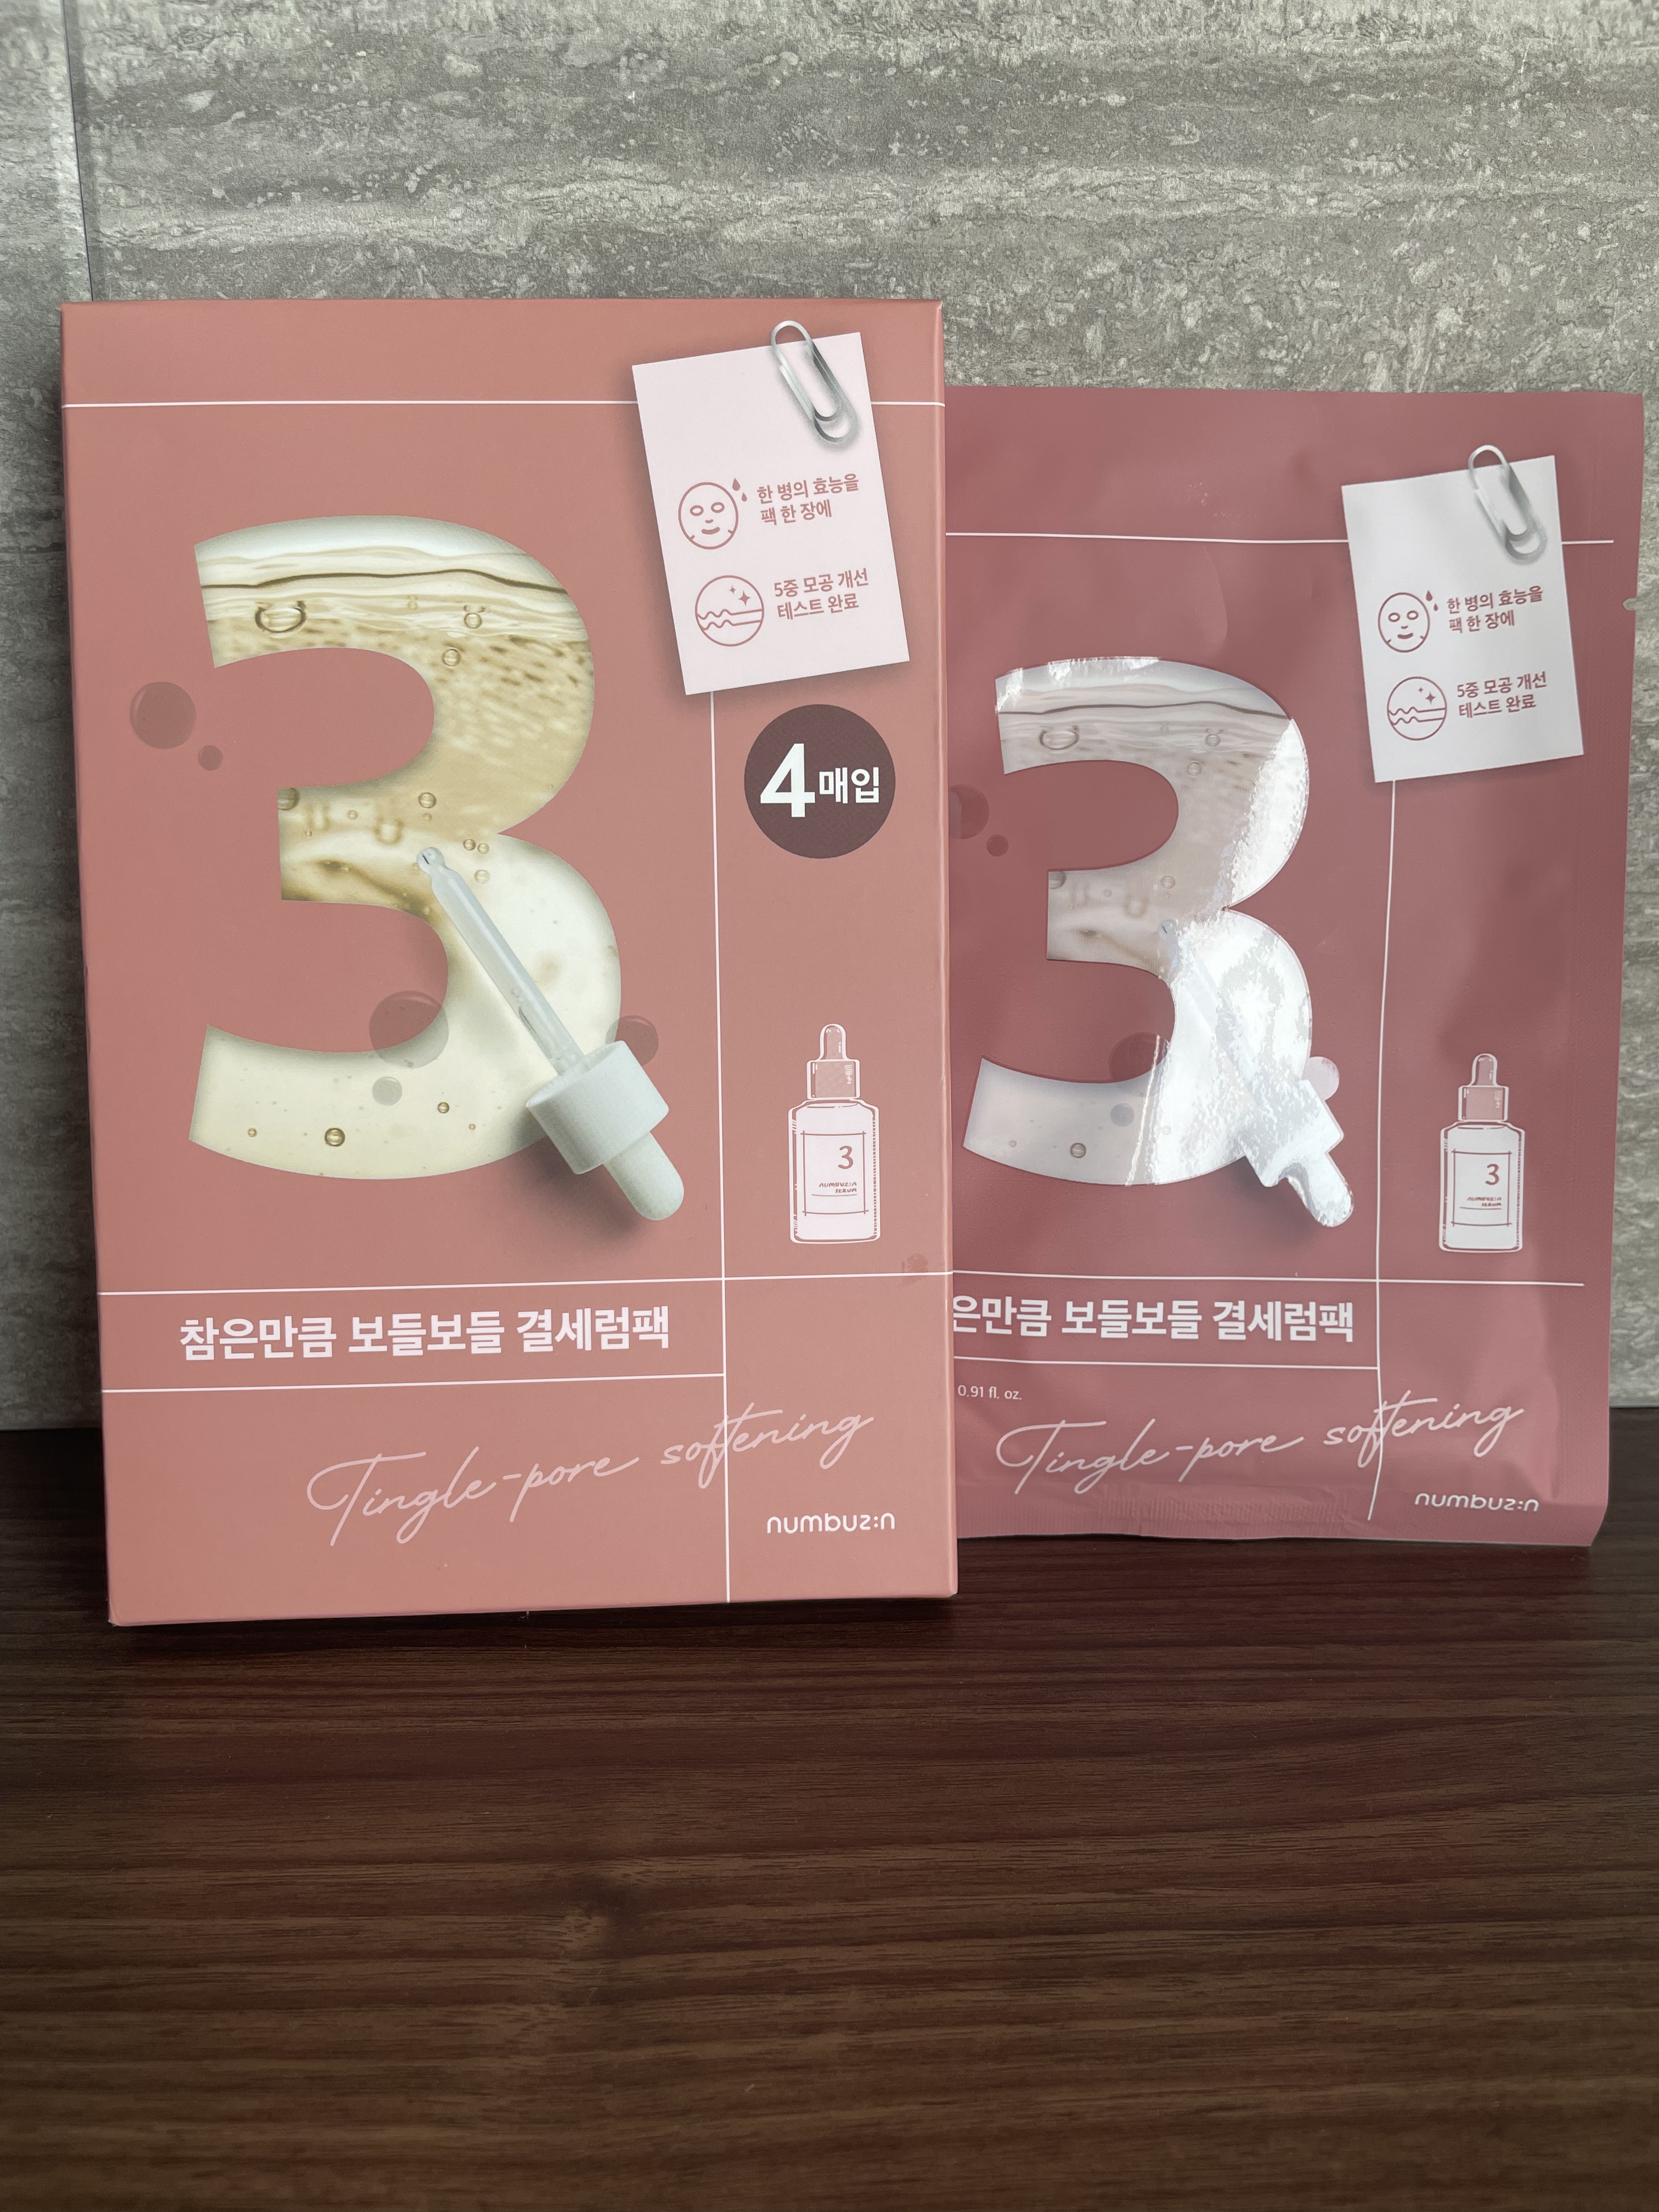 3
한 병의 효능을
팩 한 장에
5중 모공 개선
테스트 완료
4매입
3
numbuz:n
SERUM
참은만큼 보들보들 결세럼팩
Tingle-pore softening
numbuz:n
3
한 병의 효능을
팩 한 장에
5중 모공 개선
테스트 완료
3
numbuz:n
SERUM
은만큼 보들보들 결세럼팩
0.91 fl. oz.
Tingle-pore softening
numbuz:n